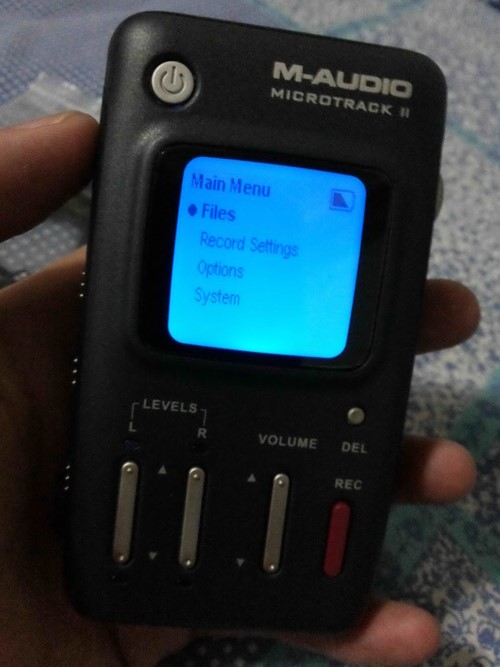 M-AUDIO
MICROTRACK II
Main Menu
Files
Record Settings
Options
System
LEVELS
L R
VOLUME
DEL
REC